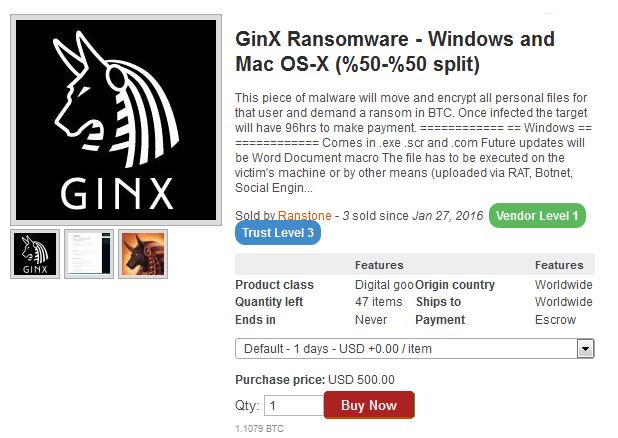 GINX
GinX Ransomware - Windows and
Mac OS-X (%50-%50 split)
This piece of malware will move and encrypt all personal files for
that user and demand a ransom in BTC. Once infected the target
will have 96hrs to make payment. ============ == Windows ==
============ Comes in .exe .scr and .com Future updates will
be Word Document macro The file has to be executed on the
victim's machine or by other means (uploaded via RAT, Botnet,
Social Engin...
Sold by Ranstone - 3 sold since Jan 27, 2016 Vendor Level 1
Trust Level 3
GINX
Features Features
Product class Digital goo Origin country Worldwide
Quantity left 47 items Ships to Worldwide
Ends in Never Payment Escrow
Default - 1 days - USD +0.00 / item
Purchase price: USD 500.00
Qty: 1 Buy Now
1.1079 BTC